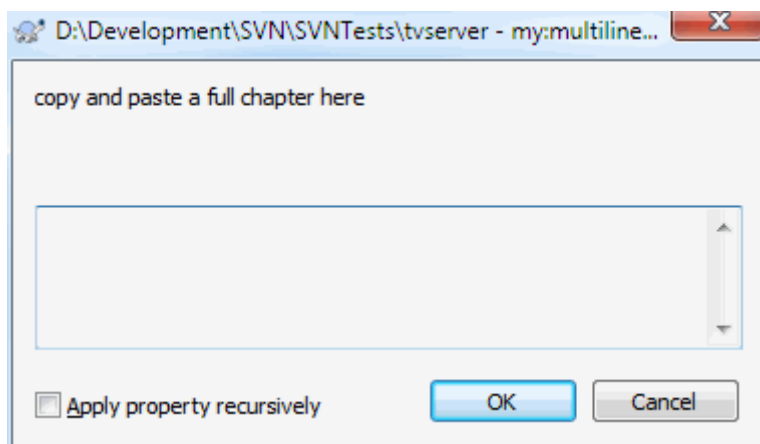 D:\Development\SVN\SVNTests\tvserver - my:multiline...
copy and paste a full chapter here
Apply property recursively
OK
Cancel